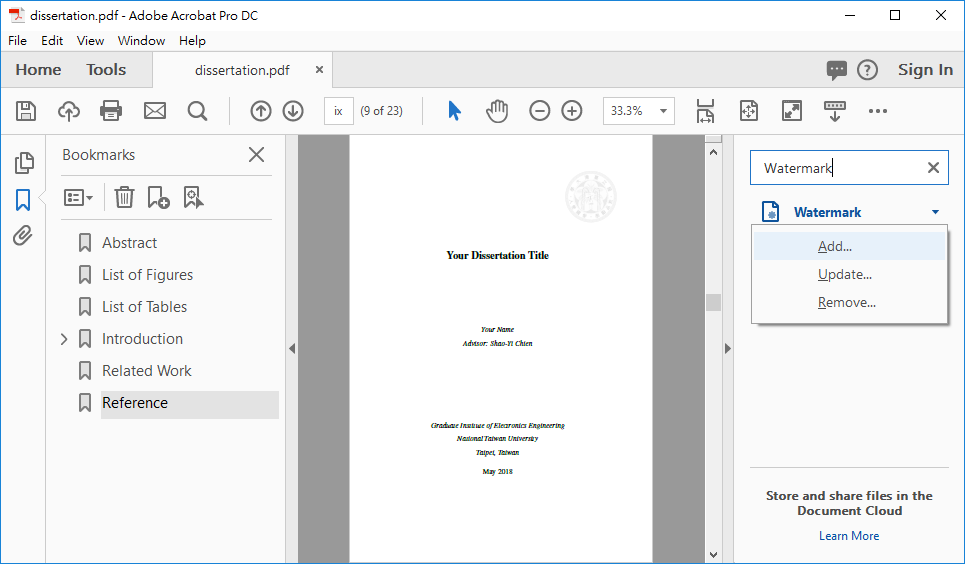 dissertation.pdf - Adobe Acrobat Pro DC
File Edit View Window Help
Home Tools dissertation.pdf × Sign In
ix (9 of 23) 33.3%
Bookmarks
Abstract
List of Figures
List of Tables
Introduction
Related Work
Reference
Your Dissertation Title
Your Name
Advisor: Shao-Yi Chien
Graduate Institute of Electronics Engineering
National Taiwan University
Taipei, Taiwan
May 2018
Watermark
Watermark
Add...
Update...
Remove...
Store and share files in the
Document Cloud
Learn More